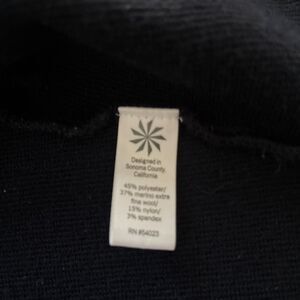 Designed in
Sonoma County,
California
45% polyester/
37% merino extra
fine wool/
15% nylon/
3% spandex
RN #54023